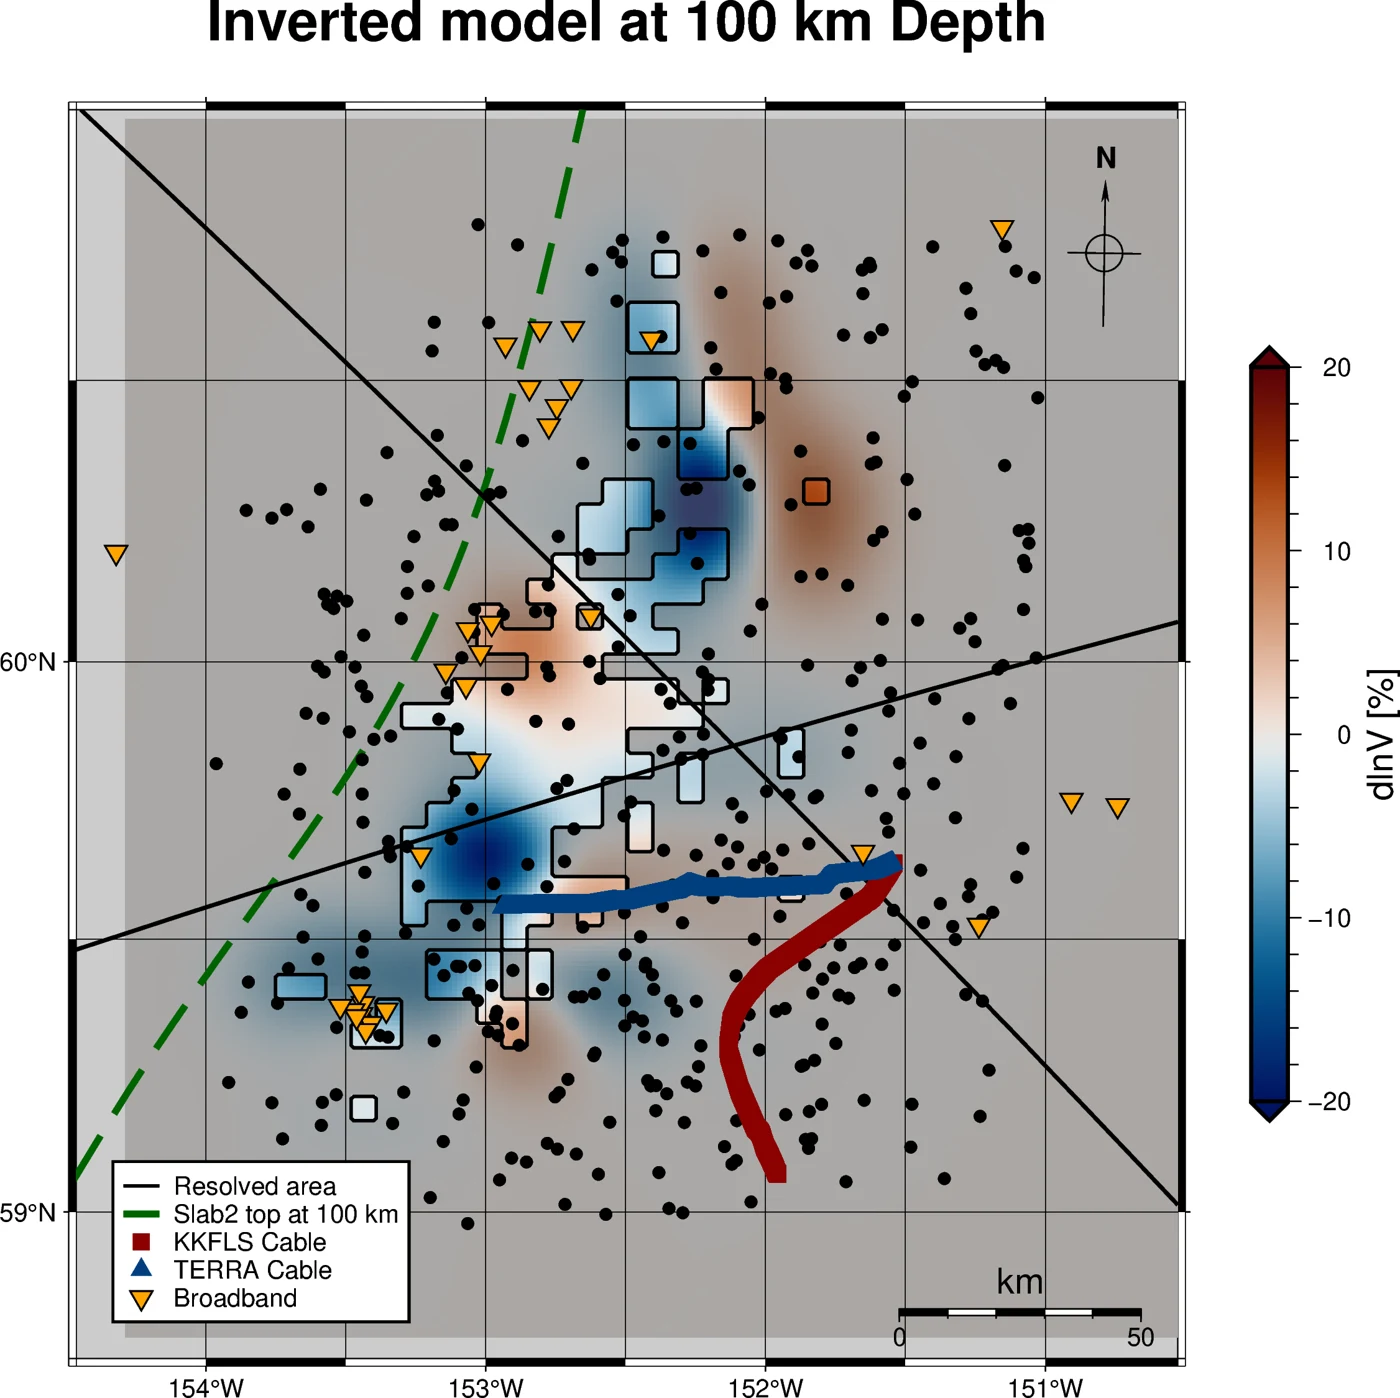 Inverted model at 100 km Depth
N
20
10
0
−10
−20
dlnV [%]
60°N
59°N
Resolved area
Slab2 top at 100 km
KKFLS Cable
TERRA Cable
Broadband
km
0
50
154°W
153°W
152°W
151°W